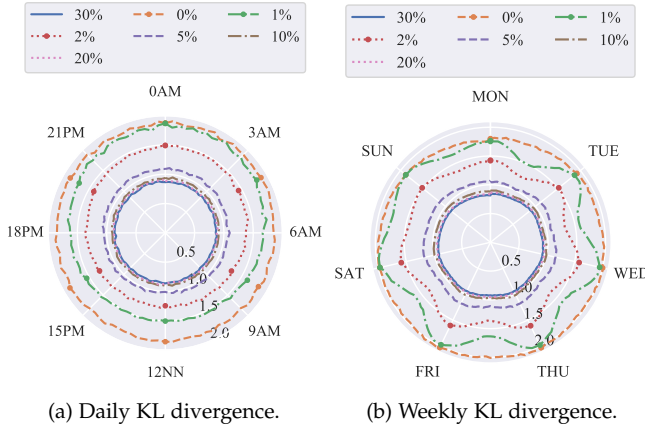 30% 0% 1%
2% 5% 10%
20%
0AM
21PM 3AM
18PM 6AM
0.5
1.0
1.5
2.0
15PM 9AM
12NN
(a) Daily KL divergence.
30% 0% 1%
2% 5% 10%
20%
MON
SUN TUE
0.5
SAT WED
1.0
1.5
2.0
FRI THU
(b) Weekly KL divergence.